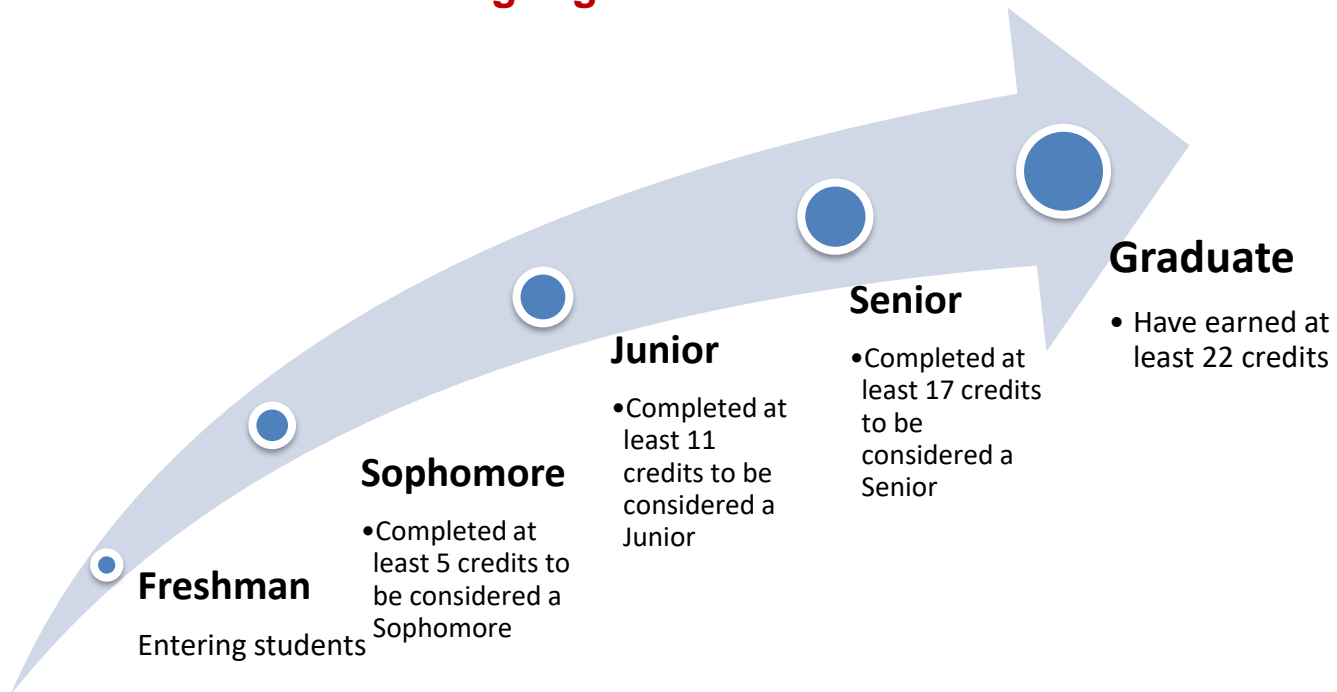 Freshman
Entering students
Sophomore
•Completed at
least 5 credits to
be considered a
Sophomore
Junior
•Completed at
least 11
credits to be
considered a
Junior
Senior
•Completed at
least 17 credits
to be
considered a
Senior
Graduate
• Have earned at
least 22 credits